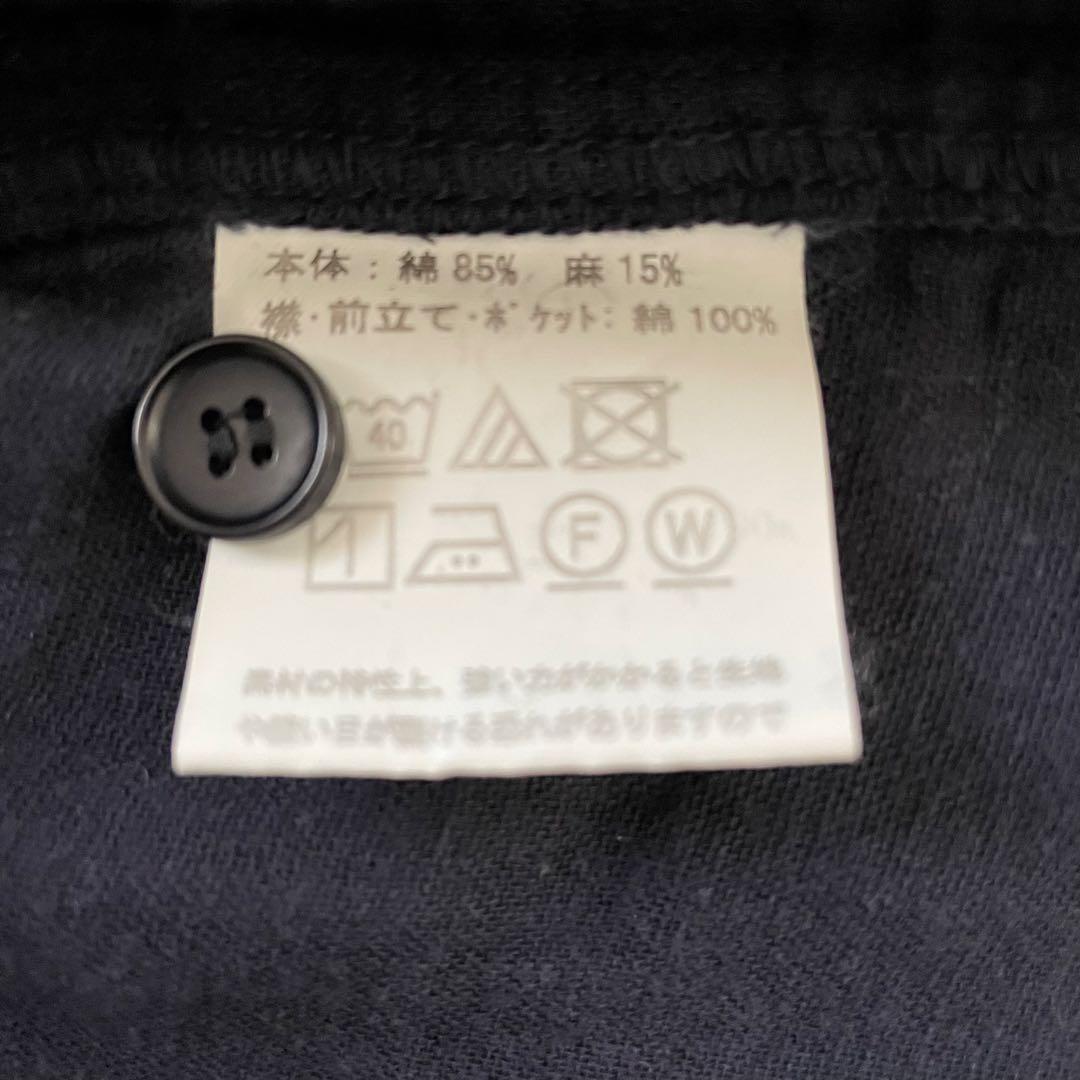 本体：綿 85% 麻 15%
襟・前立て・ポケット：綿 100%
40
F W
素材の特性上、強い力がかかると生地
や縫い目が裂ける恐れがありますので